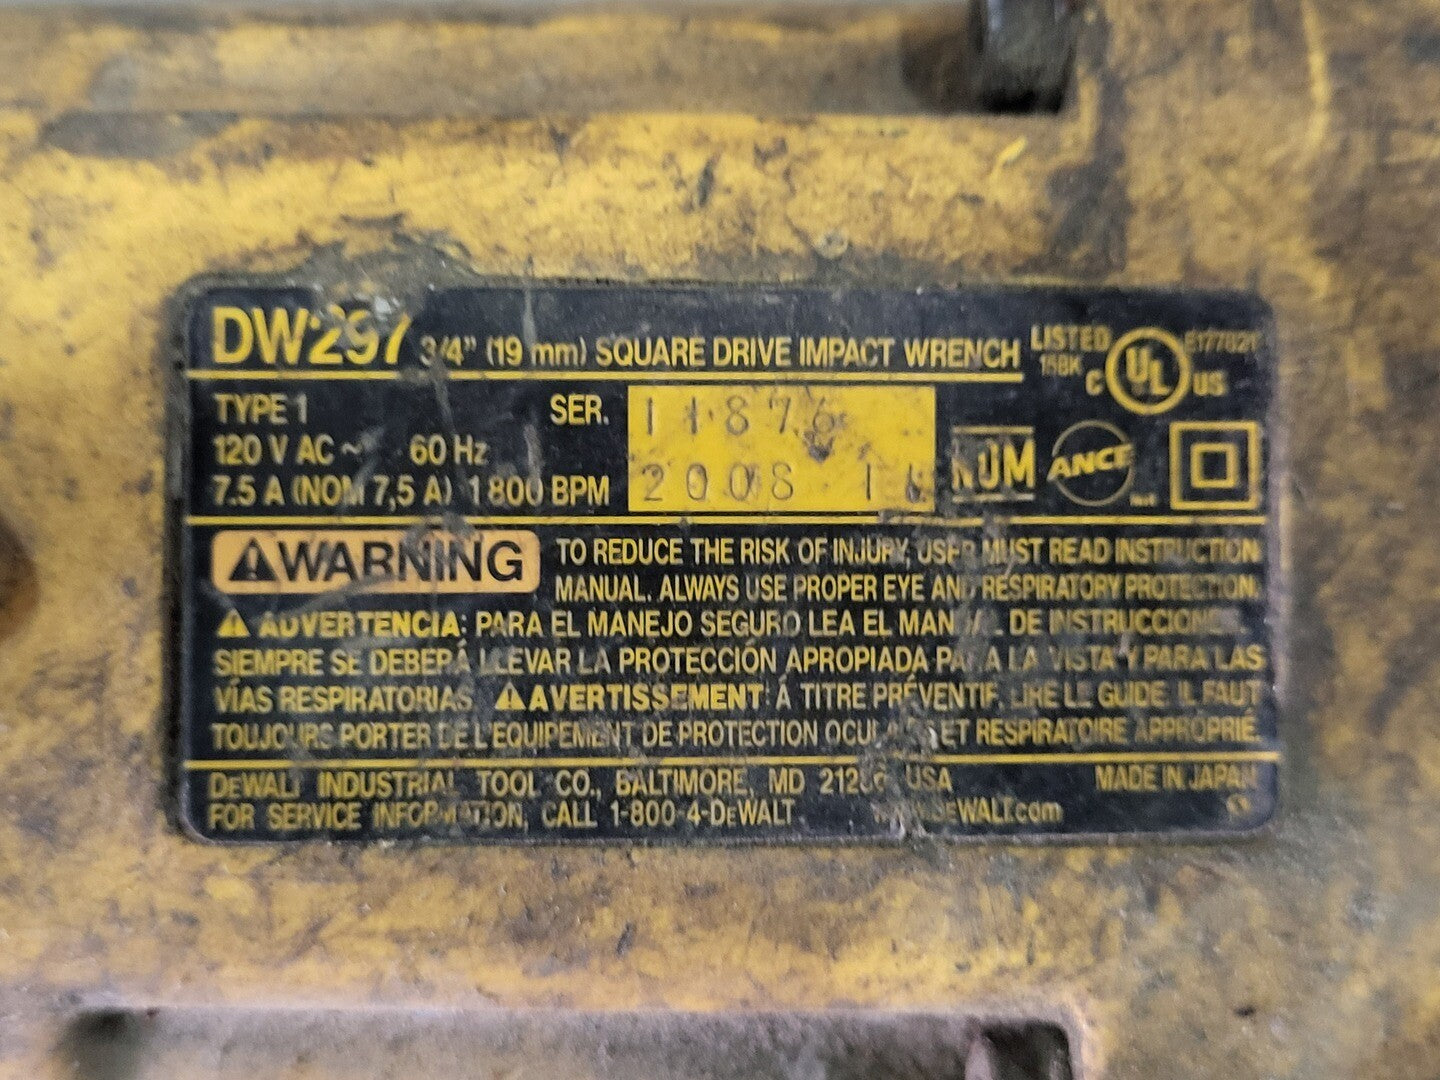 DW297 3/4" (19 mm) SQUARE DRIVE IMPACT WRENCH
LISTED
C UL US
TYPE 1 SER. 11876
120 V AC ~ 60 Hz
7.5 A (NOM 7,5 A) 1800 BPM 2008
NOM ANCE
⚠WARNING TO REDUCE THE RISK OF INJURY, USER MUST READ INSTRUCTION
MANUAL. ALWAYS USE PROPER EYE AND RESPIRATORY PROTECTION.
⚠ ADVERTENCIA: PARA EL MANEJO SEGURO LEA EL DE
SIEMPRE SE DEBERÁ LLEVAR LA PROTECCIÓN APROPIADA PARA LA VISTA Y PARA LAS
VÍAS RESPIRATORIAS ⚠AVERTISSEMENT: À TITRE PRÉVENTIF, LIRE LE GUIDE. IL FAUT
TOUJOURS PORTER DE L'EQUIPEMENT DE PROTECTION ET RESPIRATOIRE APPROPRIÉ.
DEWALT INDUSTRIAL TOOL CO., BALTIMORE, MD USA MADE IN JAPAN
FOR SERVICE INFORMATION, CALL 1-800-4-DEWALT www.DEWALT.com